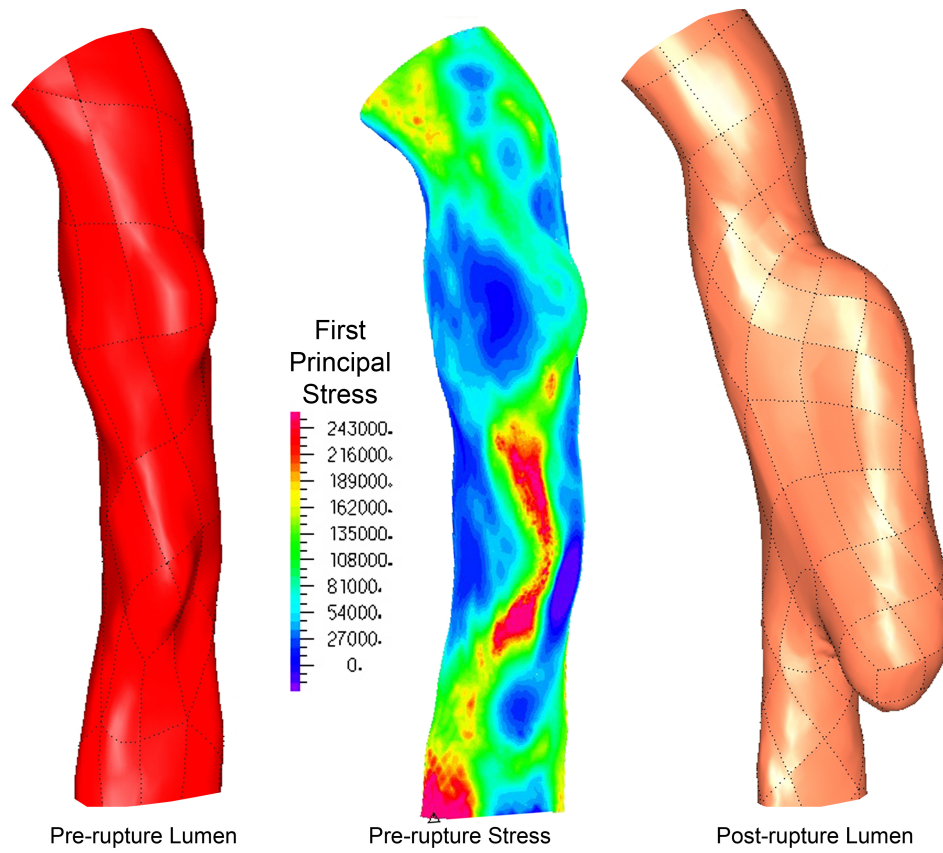 First
Principal
Stress
243000.
216000.
189000.
162000.
135000.
108000.
81000.
54000.
27000.
0.
Pre-rupture Lumen
Pre-rupture Stress
Post-rupture Lumen